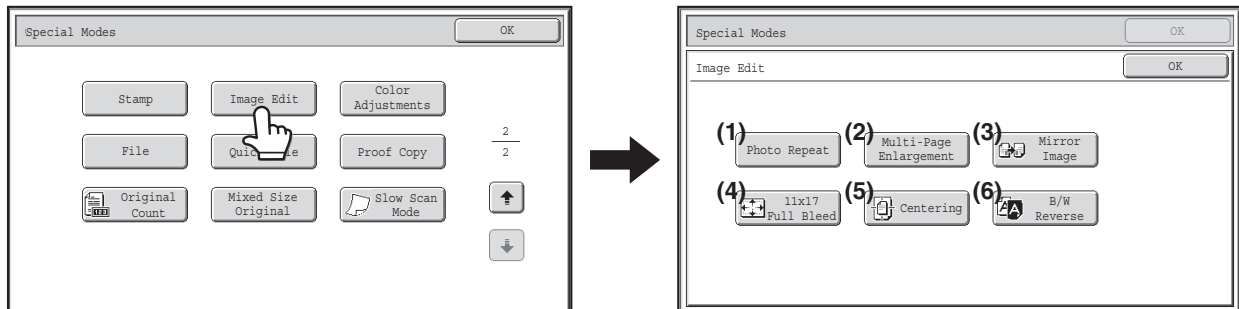 Special Modes
OK
Stamp
Image Edit
Color
Adjustments
File
Proof Copy
2
2
Original
Count
Mixed Size
Original
Slow Scan
Mode
123
Special Modes
OK
Image Edit
OK
(1)
Photo Repeat
(2)
Multi-Page
Enlargement
(3)
Mirror
Image
(4)
11x17
Full Bleed
(5)
Centering
(6)
B/W
Reverse